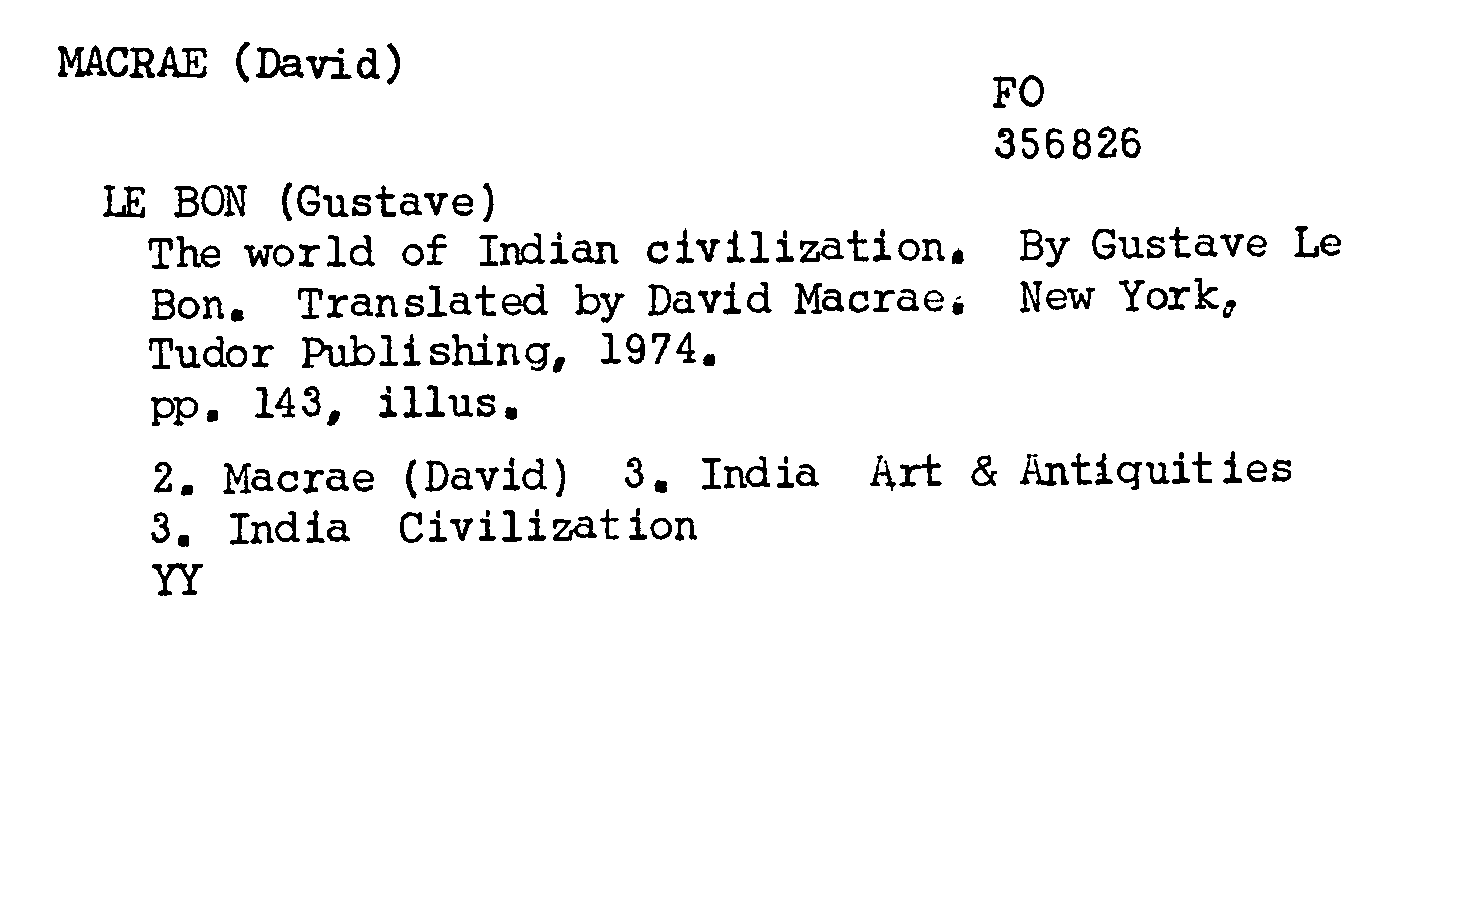 MACRAE (David)
FO
356826
LE BON (Gustave)
The world of Indian civilization. By Gustave Le
Bon. Translated by David Macrae. New York,
Tudor Publishing, 1974.
pp. 143, illus.
2. Macrae (David) 3. India Art & Antiquities
3. India Civilization
YY